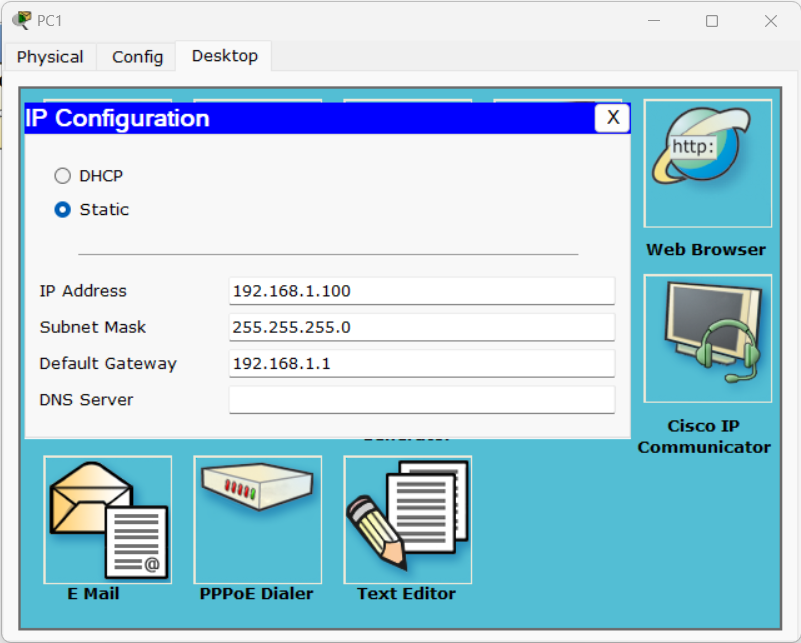 PC1
Physical Config Desktop
IP Configuration X
DHCP
Static
IP Address 192.168.1.100
Subnet Mask 255.255.255.0
Default Gateway 192.168.1.1
DNS Server
http:
Web Browser
Cisco IP
Communicator
@
E Mail PPPoE Dialer Text Editor